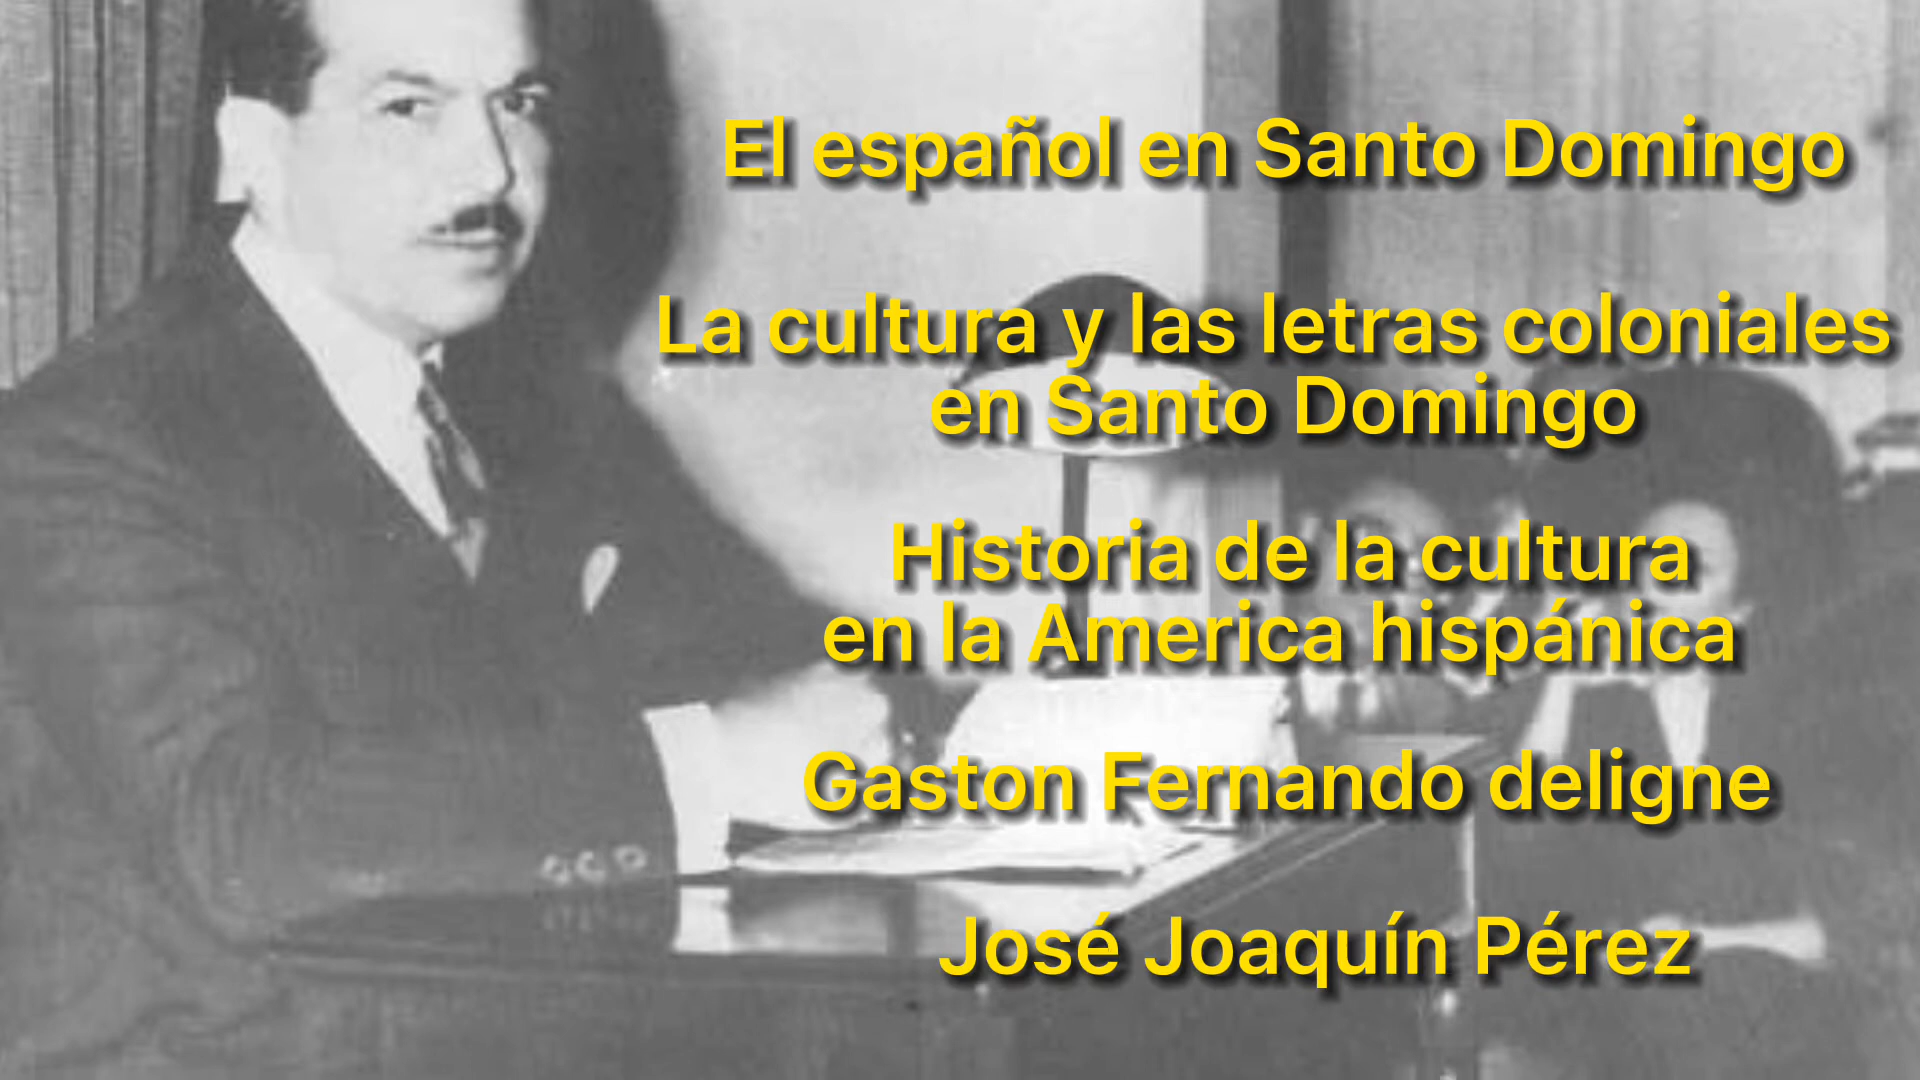 El español en Santo Domingo
La cultura y las letras coloniales
en Santo Domingo
Historia de la cultura
en la America hispánica
Gaston Fernando deligne
José Joaquín Pérez